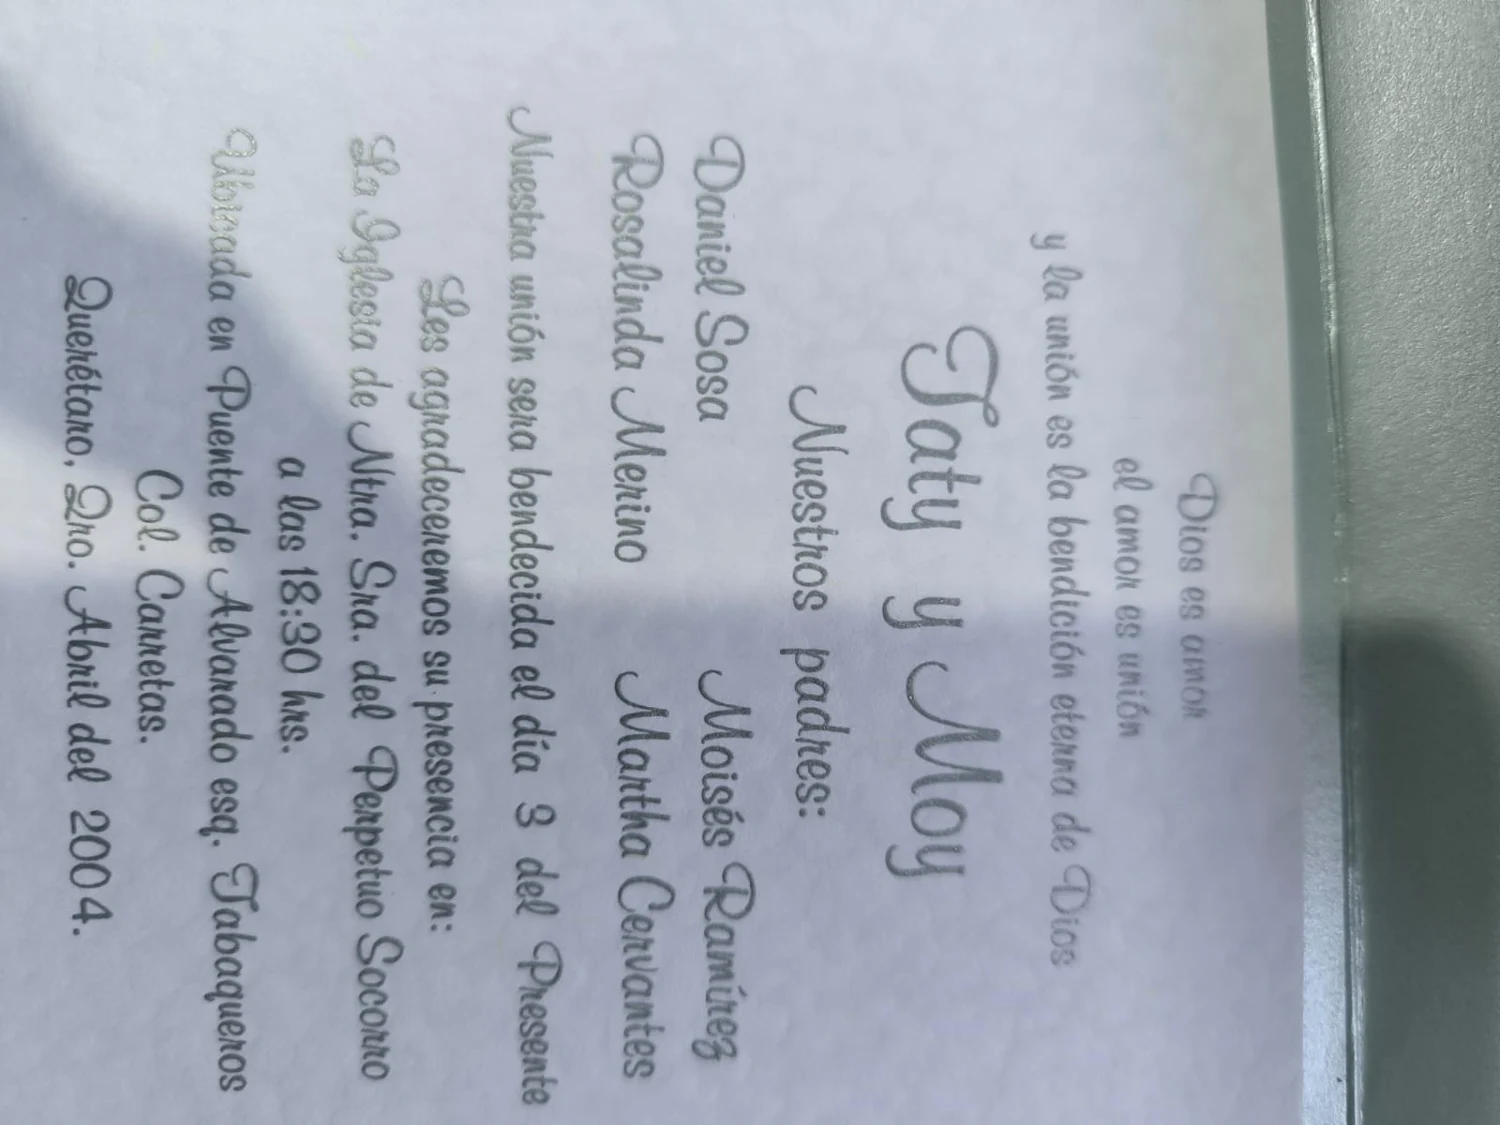 Dios es amor
el amor es unión
y la unión es la bendición eterna de Dios
Taty y Moy
Nuestros padres:
Daniel Sosa Moisés Ramírez
Rosalinda Merino Martha Cervantes
Nuestra unión sera bendecida el día 3 del Presente
Les agradeceremos su presencia en:
La Iglesia de Ntra. Sra. del Perpetuo Socorro
a las 18:30 hrs.
Ubicada en Puente de Alvarado esq. Tabaqueros
Col. Carretas.
Querétaro, Qro. Abril del 2004.